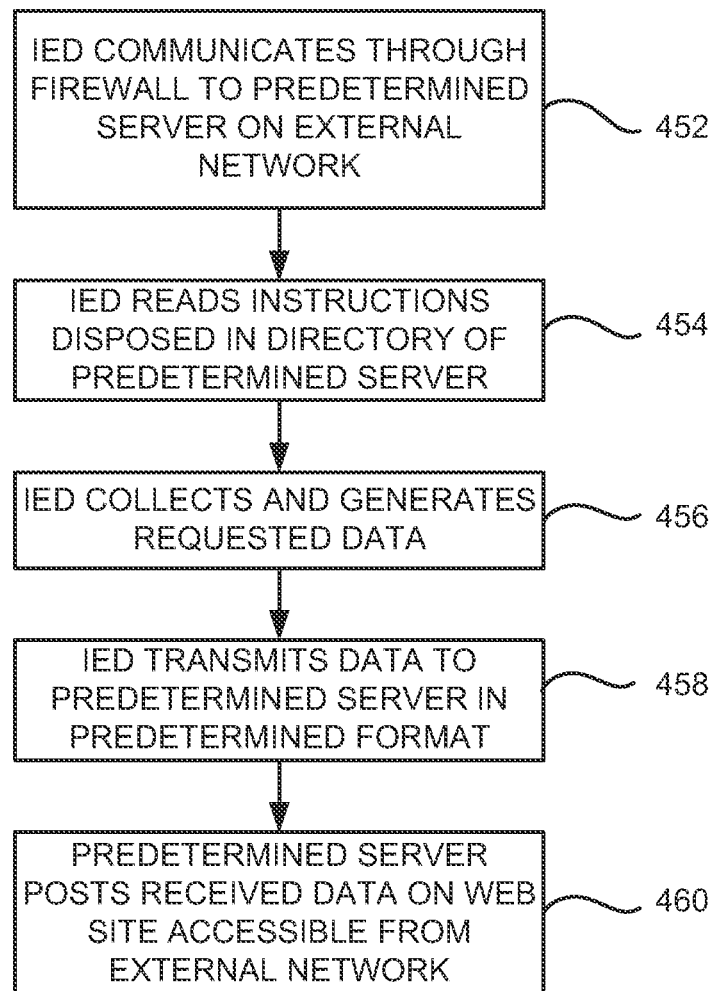 IED COMMUNICATES THROUGH
FIREWALL TO PREDETERMINED
SERVER ON EXTERNAL
NETWORK
452
IED READS INSTRUCTIONS
DISPOSED IN DIRECTORY OF
PREDETERMINED SERVER
454
IED COLLECTS AND GENERATES
REQUESTED DATA
456
IED TRANSMITS DATA TO
PREDETERMINED SERVER IN
PREDETERMINED FORMAT
458
PREDETERMINED SERVER
POSTS RECEIVED DATA ON WEB
SITE ACCESSIBLE FROM
EXTERNAL NETWORK
460